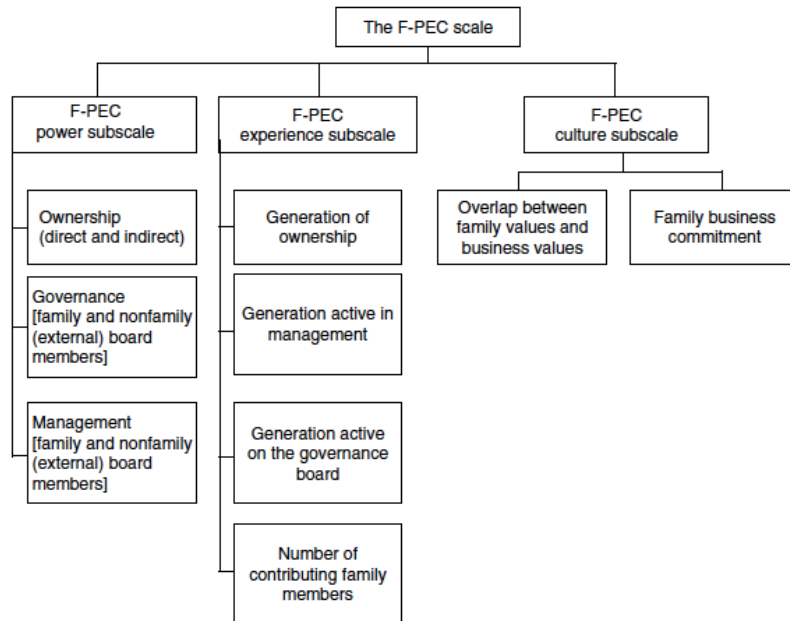 The F-PEC scale
F-PEC
power subscale
Ownership
(direct and indirect)
Governance
[family and nonfamily
(external) board
members]
Management
[family and nonfamily
(external) board
members]
F-PEC
experience subscale
Generation of
ownership
Generation active in
management
Generation active
on the governance
board
Number of
contributing family
members
F-PEC
culture subscale
Overlap between
family values and
business values
Family business
commitment